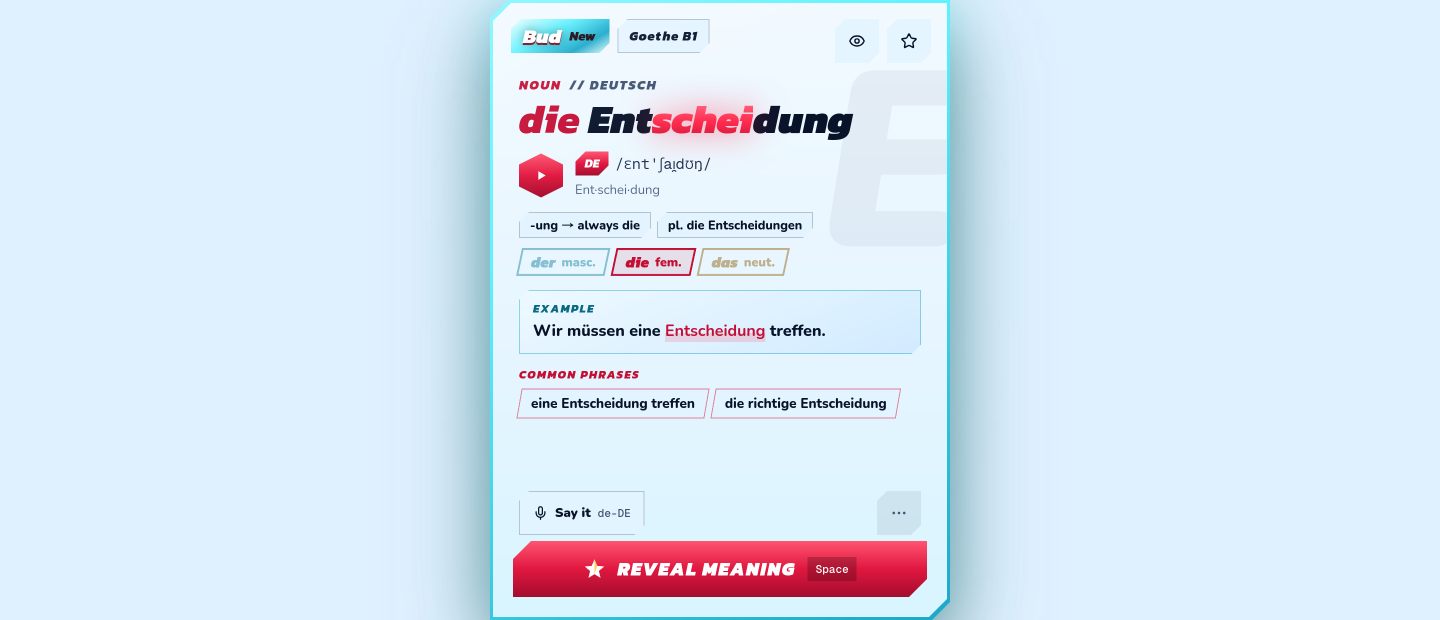 Bud New Goethe B1
NOUN // DEUTSCH
die Entscheidung
DE /ɛntˈʃaɪ̯dʊŋ/
Ent·schei·dung
-ung → always die pl. die Entscheidungen
der masc. die fem. das neut.
EXAMPLE
Wir müssen eine Entscheidung treffen.
COMMON PHRASES
eine Entscheidung treffen die richtige Entscheidung
Say it de-DE ...
REVEAL MEANING Space
E